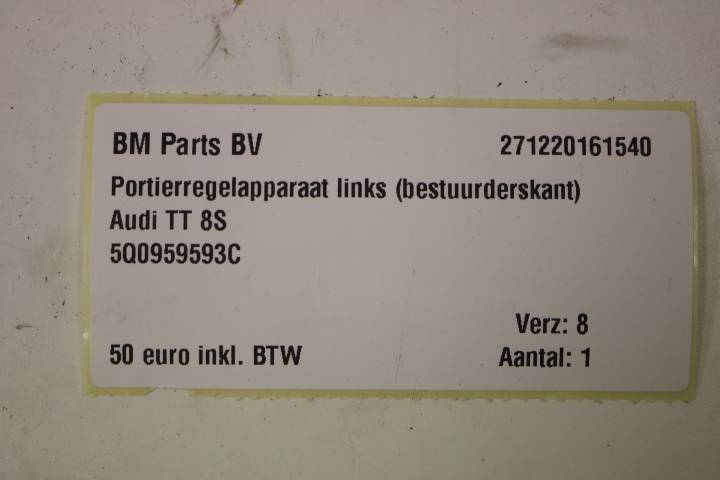 BM Parts BV 271220161540
Portierregelapparaat links (bestuurderskant)
Audi TT 8S
5Q0959593C
Verz: 8
50 euro inkl. BTW Aantal: 1